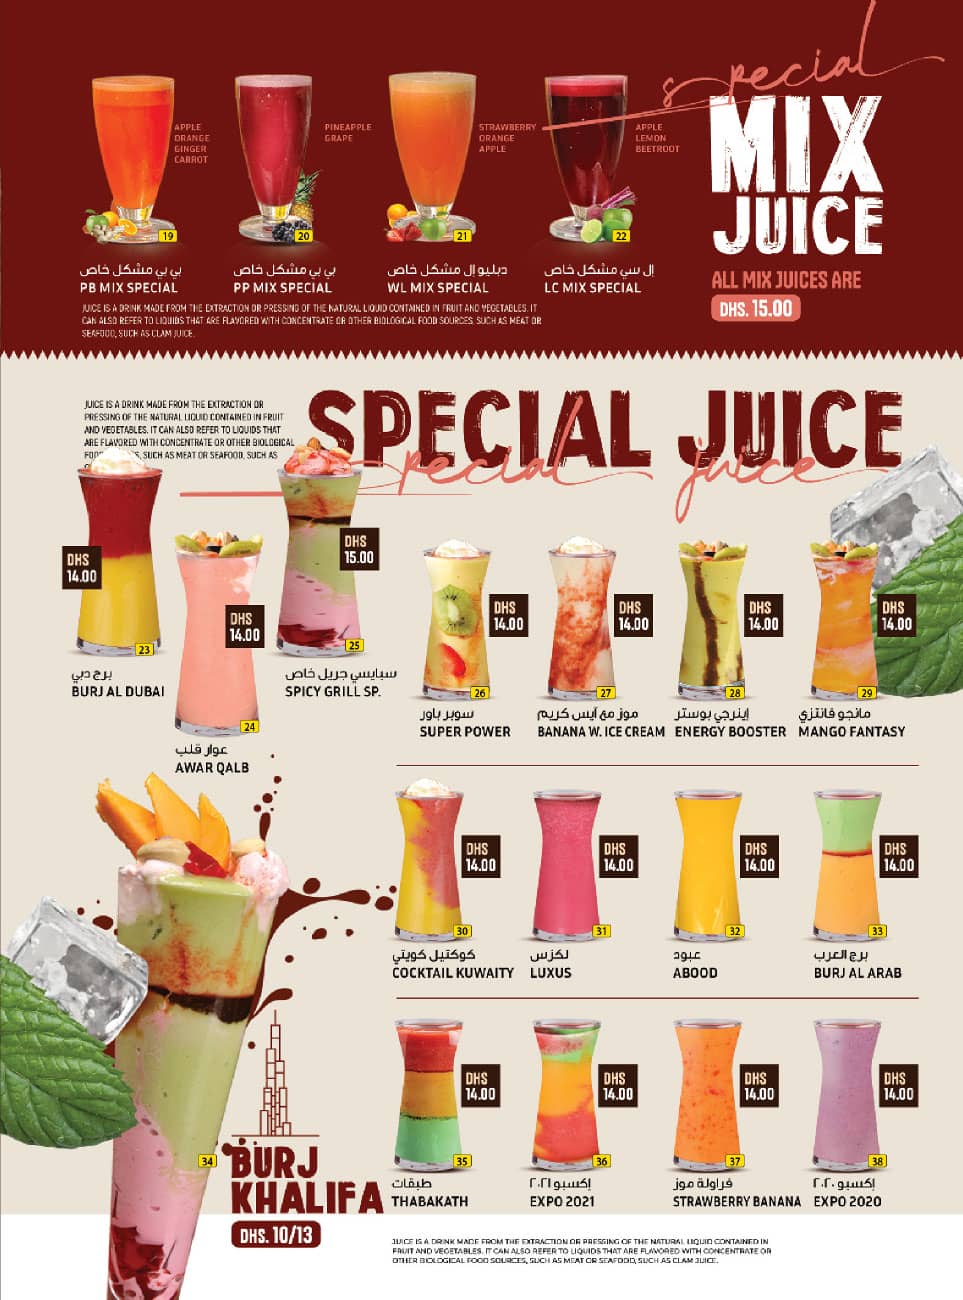 special
MIX
JUICE
ALL MIX JUICES ARE
DHS. 15.00
APPLE
ORANGE
GINGER
CARROT
19
بي بي مشكل خاص
PB MIX SPECIAL
PINEAPPLE
GRAPE
20
بي بي مشكل خاص
PP MIX SPECIAL
STRAWBERRY
ORANGE
APPLE
21
دبليو إل مشكل خاص
WL MIX SPECIAL
APPLE
LEMON
BEETROOT
22
إل سي مشكل خاص
LC MIX SPECIAL
JUICE IS A DRINK MADE FROM THE EXTRACTION OR PRESSING OF THE NATURAL LIQUID CONTAINED IN FRUIT AND VEGETABLES. IT
CAN ALSO REFER TO LIQUIDS THAT ARE FLAVORED WITH CONCENTRATE OR OTHER BIOLOGICAL FOOD SOURCES, SUCH AS MEAT OR
SEAFOOD, SUCH AS CLAM JUICE.
JUICE IS A DRINK MADE FROM THE EXTRACTION OR
PRESSING OF THE NATURAL LIQUID CONTAINED IN FRUIT
AND VEGETABLES. IT CAN ALSO REFER TO LIQUIDS THAT
ARE FLAVORED WITH CONCENTRATE OR OTHER BIOLOGICAL
SUCH AS MEAT OR SEAFOOD, SUCH AS
SPECIAL JUICE
special juice
DHS
14.00
23
برج دبي
BURJ AL DUBAI
DHS
14.00
24
عوار قلب
AWAR QALB
DHS
15.00
25
سبايسي جريل خاص
SPICY GRILL SP.
DHS
14.00
26
سوبر باور
SUPER POWER
DHS
14.00
27
موز مع آيس كريم
BANANA W. ICE CREAM
DHS
14.00
28
إينرجي بوستر
ENERGY BOOSTER
DHS
14.00
29
مانجو فانتزي
MANGO FANTASY
DHS
14.00
30
كوكتيل كويتي
COCKTAIL KUWAITY
DHS
14.00
31
لكزس
LUXUS
DHS
14.00
32
عبود
ABOOD
DHS
14.00
33
برج العرب
BURJ AL ARAB
34
BURJ
KHALIFA
DHS. 10/13
DHS
14.00
35
طبقات
THABAKATH
DHS
14.00
36
إكسبو ٢٠٢١
EXPO 2021
DHS
14.00
37
فراولة موز
STRAWBERRY BANANA
DHS
14.00
38
إكسبو ٢٠٢٠
EXPO 2020
JUICE IS A DRINK MADE FROM THE EXTRACTION OR PRESSING OF THE NATURAL LIQUID CONTAINED IN
FRUIT AND VEGETABLES. IT CAN ALSO REFER TO LIQUIDS THAT ARE FLAVORED WITH CONCENTRATE OR
OTHER BIOLOGICAL FOOD SOURCES, SUCH AS MEAT OR SEAFOOD, SUCH AS CLAM JUICE.